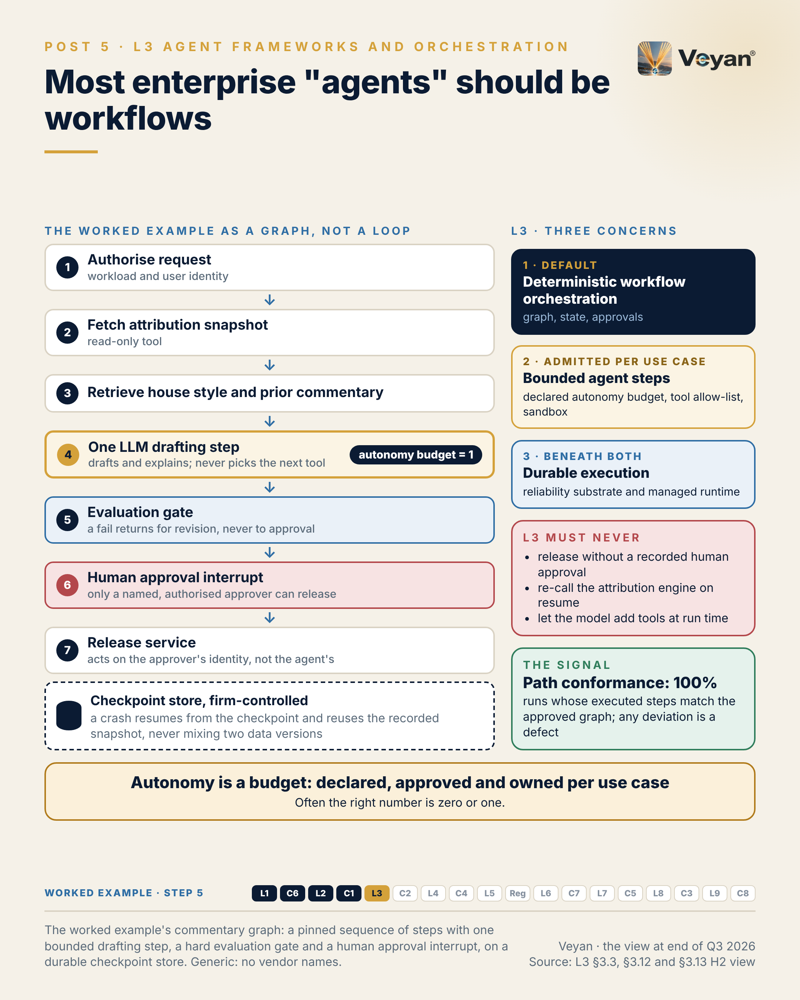 POST 5 · L3 AGENT FRAMEWORKS AND ORCHESTRATION
Veyan®
Most enterprise "agents" should be
workflows
THE WORKED EXAMPLE AS A GRAPH, NOT A LOOP
1
Authorise request
workload and user identity
2
Fetch attribution snapshot
read-only tool
3
Retrieve house style and prior commentary
4
One LLM drafting step
drafts and explains; never picks the next tool
autonomy budget = 1
5
Evaluation gate
a fail returns for revision, never to approval
6
Human approval interrupt
only a named, authorised approver can release
7
Release service
acts on the approver's identity, not the agent's
Checkpoint store, firm-controlled
a crash resumes from the checkpoint and reuses the recorded
snapshot, never mixing two data versions
L3 · THREE CONCERNS
1 · DEFAULT
Deterministic workflow
orchestration
graph, state, approvals
2 · ADMITTED PER USE CASE
Bounded agent steps
declared autonomy budget, tool allow-list,
sandbox
3 · BENEATH BOTH
Durable execution
reliability substrate and managed runtime
L3 MUST NEVER
• release without a recorded human
approval
• re-call the attribution engine on
resume
• let the model add tools at run time
THE SIGNAL
Path conformance: 100%
runs whose executed steps match the
approved graph; any deviation is a
defect
Autonomy is a budget: declared, approved and owned per use case
Often the right number is zero or one.
WORKED EXAMPLE · STEP 5
L1 C6 L2 C1 L3 C2 L4 C4 L5 Reg L6 C7 L7 C5 L8 C3 L9 C8
The worked example's commentary graph: a pinned sequence of steps with one
bounded drafting step, a hard evaluation gate and a human approval interrupt, on a
durable checkpoint store. Generic: no vendor names.
Veyan · the view at end of Q3 2026
Source: L3 §3.3, §3.12 and §3.13 H2 view